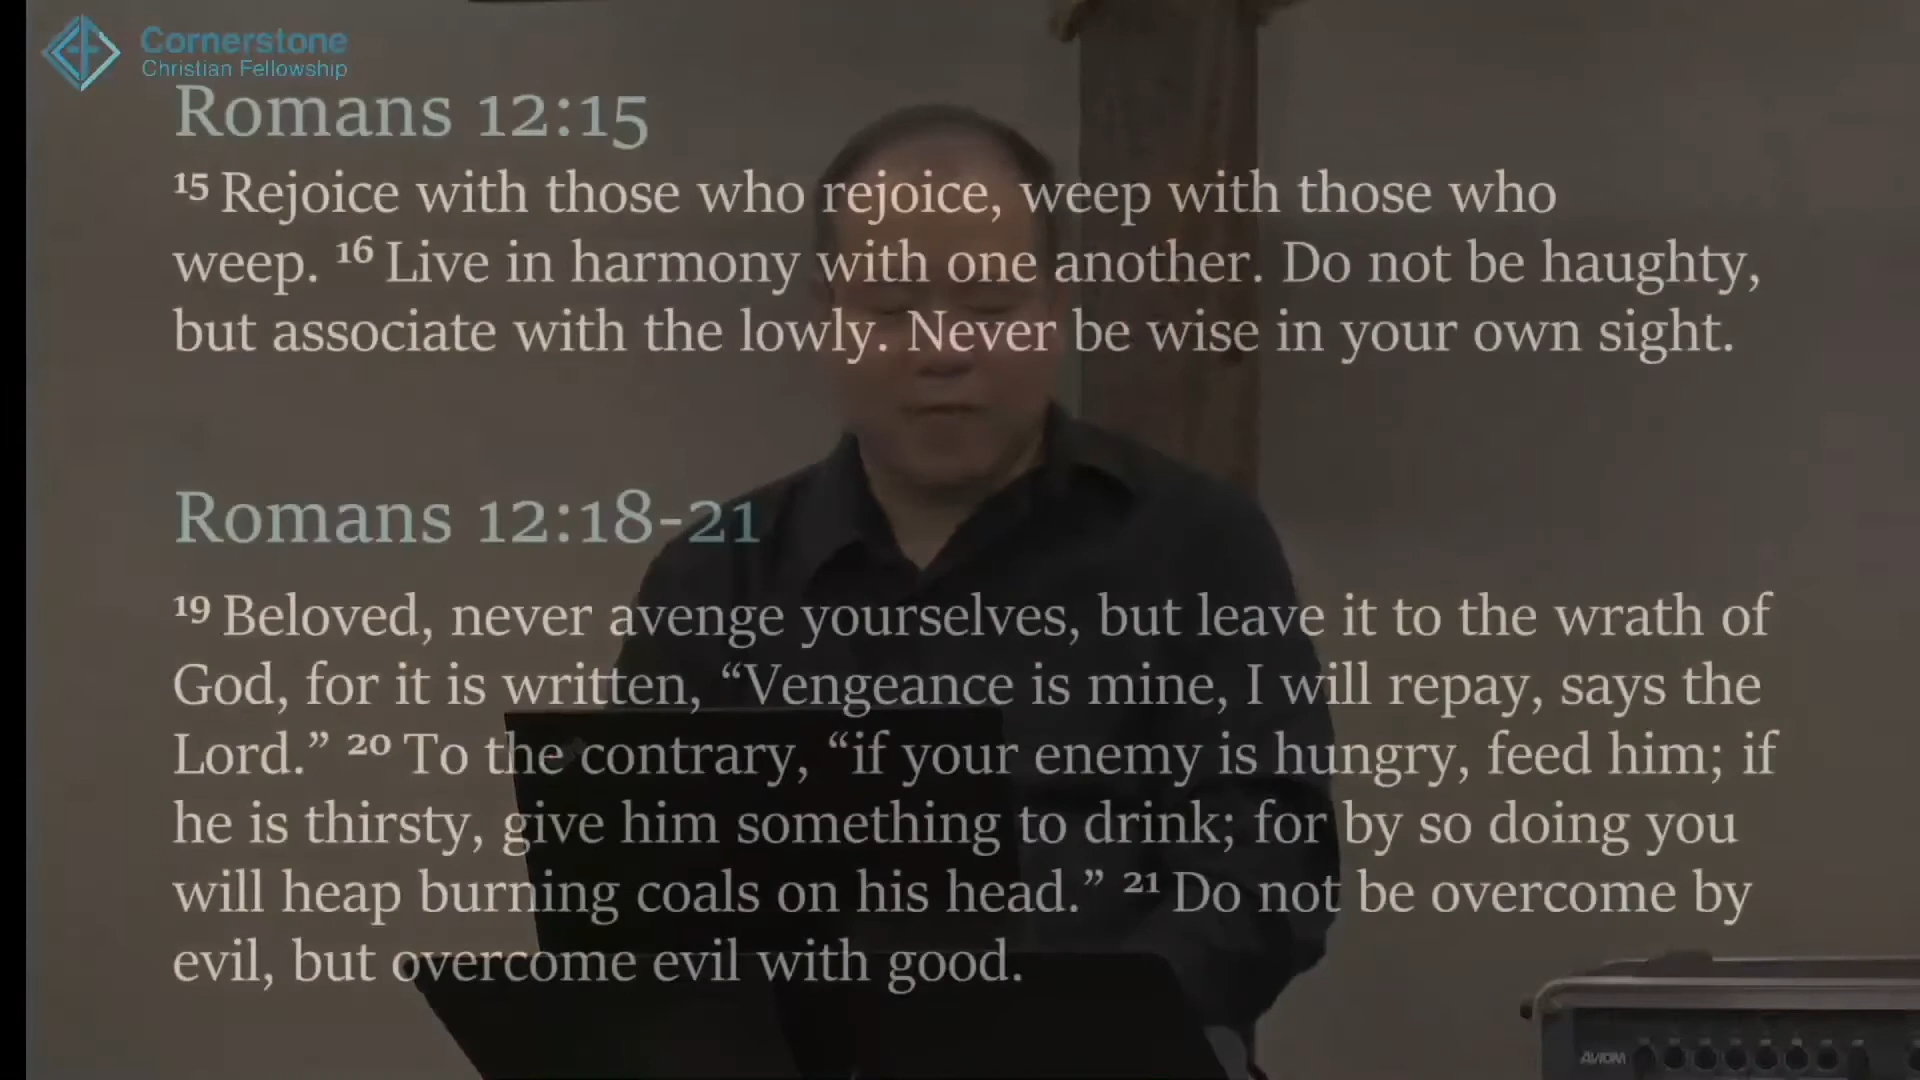 Cornerstone
Christian Fellowship
Romans 12:15
15 Rejoice with those who rejoice, weep with those who
weep. 16 Live in harmony with one another. Do not be haughty,
but associate with the lowly. Never be wise in your own sight.
Romans 12:18-21
19 Beloved, never avenge yourselves, but leave it to the wrath of
God, for it is written, “Vengeance is mine, I will repay, says the
Lord.” 20 To the contrary, “if your enemy is hungry, feed him; if
he is thirsty, give him something to drink; for by so doing you
will heap burning coals on his head.” 21 Do not be overcome by
evil, but overcome evil with good.
AVIOM